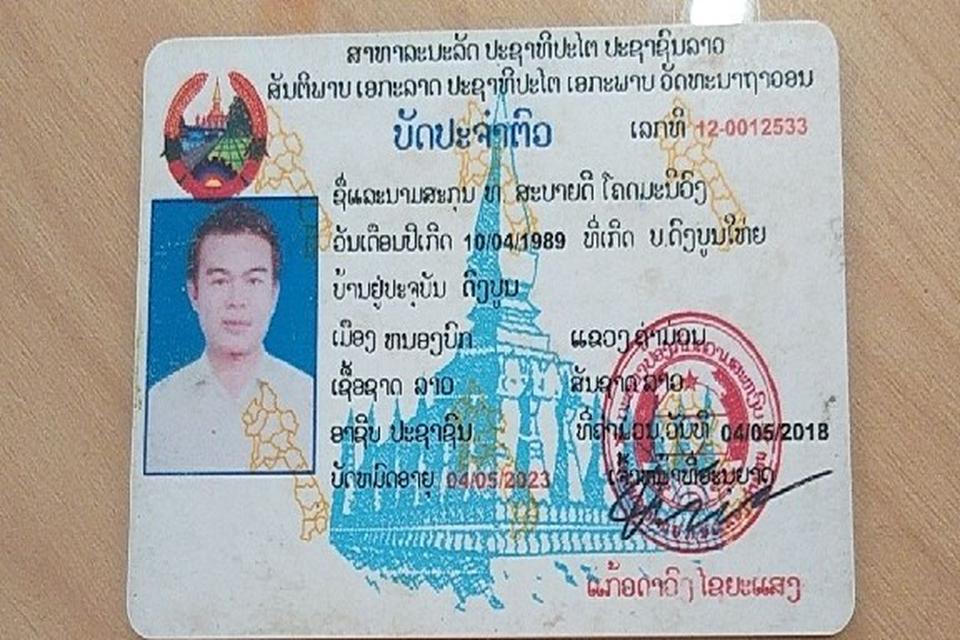 ສາທາລະນະລັດ ປະຊາທິປະໄຕ ປະຊາຊົນລາວ
ສັນຕິພາບ ເອກະລາດ ປະຊາທິປະໄຕ ເອກະພາບ ວັດທະນາຖາວອນ
ບັດປະຈຳຕົວ ເລກທີ 12-0012533
ຊື່ແລະນາມສະກຸນ ທ. ສະບາຍດີ ໂຄດມະນີວົງ
ວັນເດືອນປີເກີດ 10/04/1989 ທີ່ເກີດ ບ.ດົງບູນໃຫຍ
ບ້ານຢູ່ປະຈຸບັນ ດົງບູນ
ເມືອງ ໜອງບົກ ແຂວງ ຄຳມ່ວນ
ເຊື້ອຊາດ ລາວ ສັນຊາດ ລາວ
ອາຊີບ ປະຊາຊົນ ທີ່ຄຳມ່ວນ,ວັນທີ 04/05/2018
ບັດໝົດອາຍຸ 04/05/2023 ເຈົ້າໜ້າທີ່ອະນຸຍາດ
ແກ້ວດາວົງ ໄຊຍະແສງ